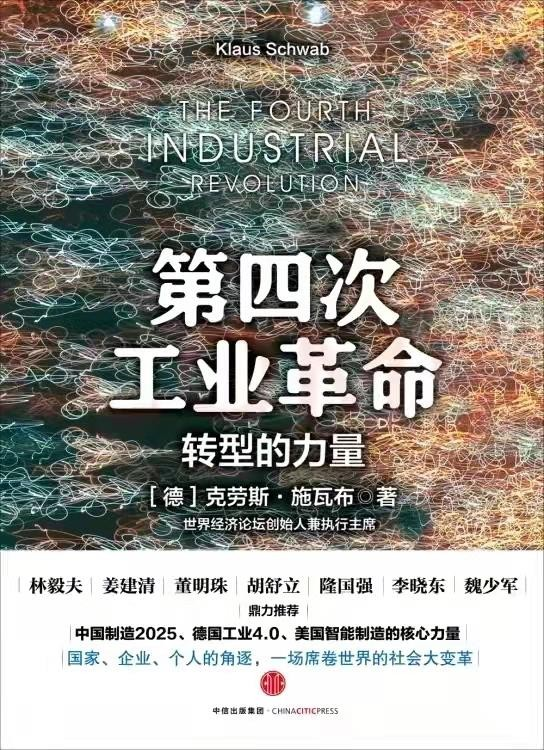 Klaus Schwab
THE FOURTH
INDUSTRIAL
REVOLUTION
第四次
工业革命
转型的力量
［德］克劳斯·施瓦布◎著
世界经济论坛创始人兼执行主席
林毅夫｜姜建清｜董明珠｜胡舒立｜隆国强｜李晓东｜魏少军
鼎力推荐
中国制造2025、德国工业4.0、美国智能制造的核心力量
国家、企业、个人的角逐，一场席卷世界的社会大变革
中信出版集团·CHINACITICPRESS